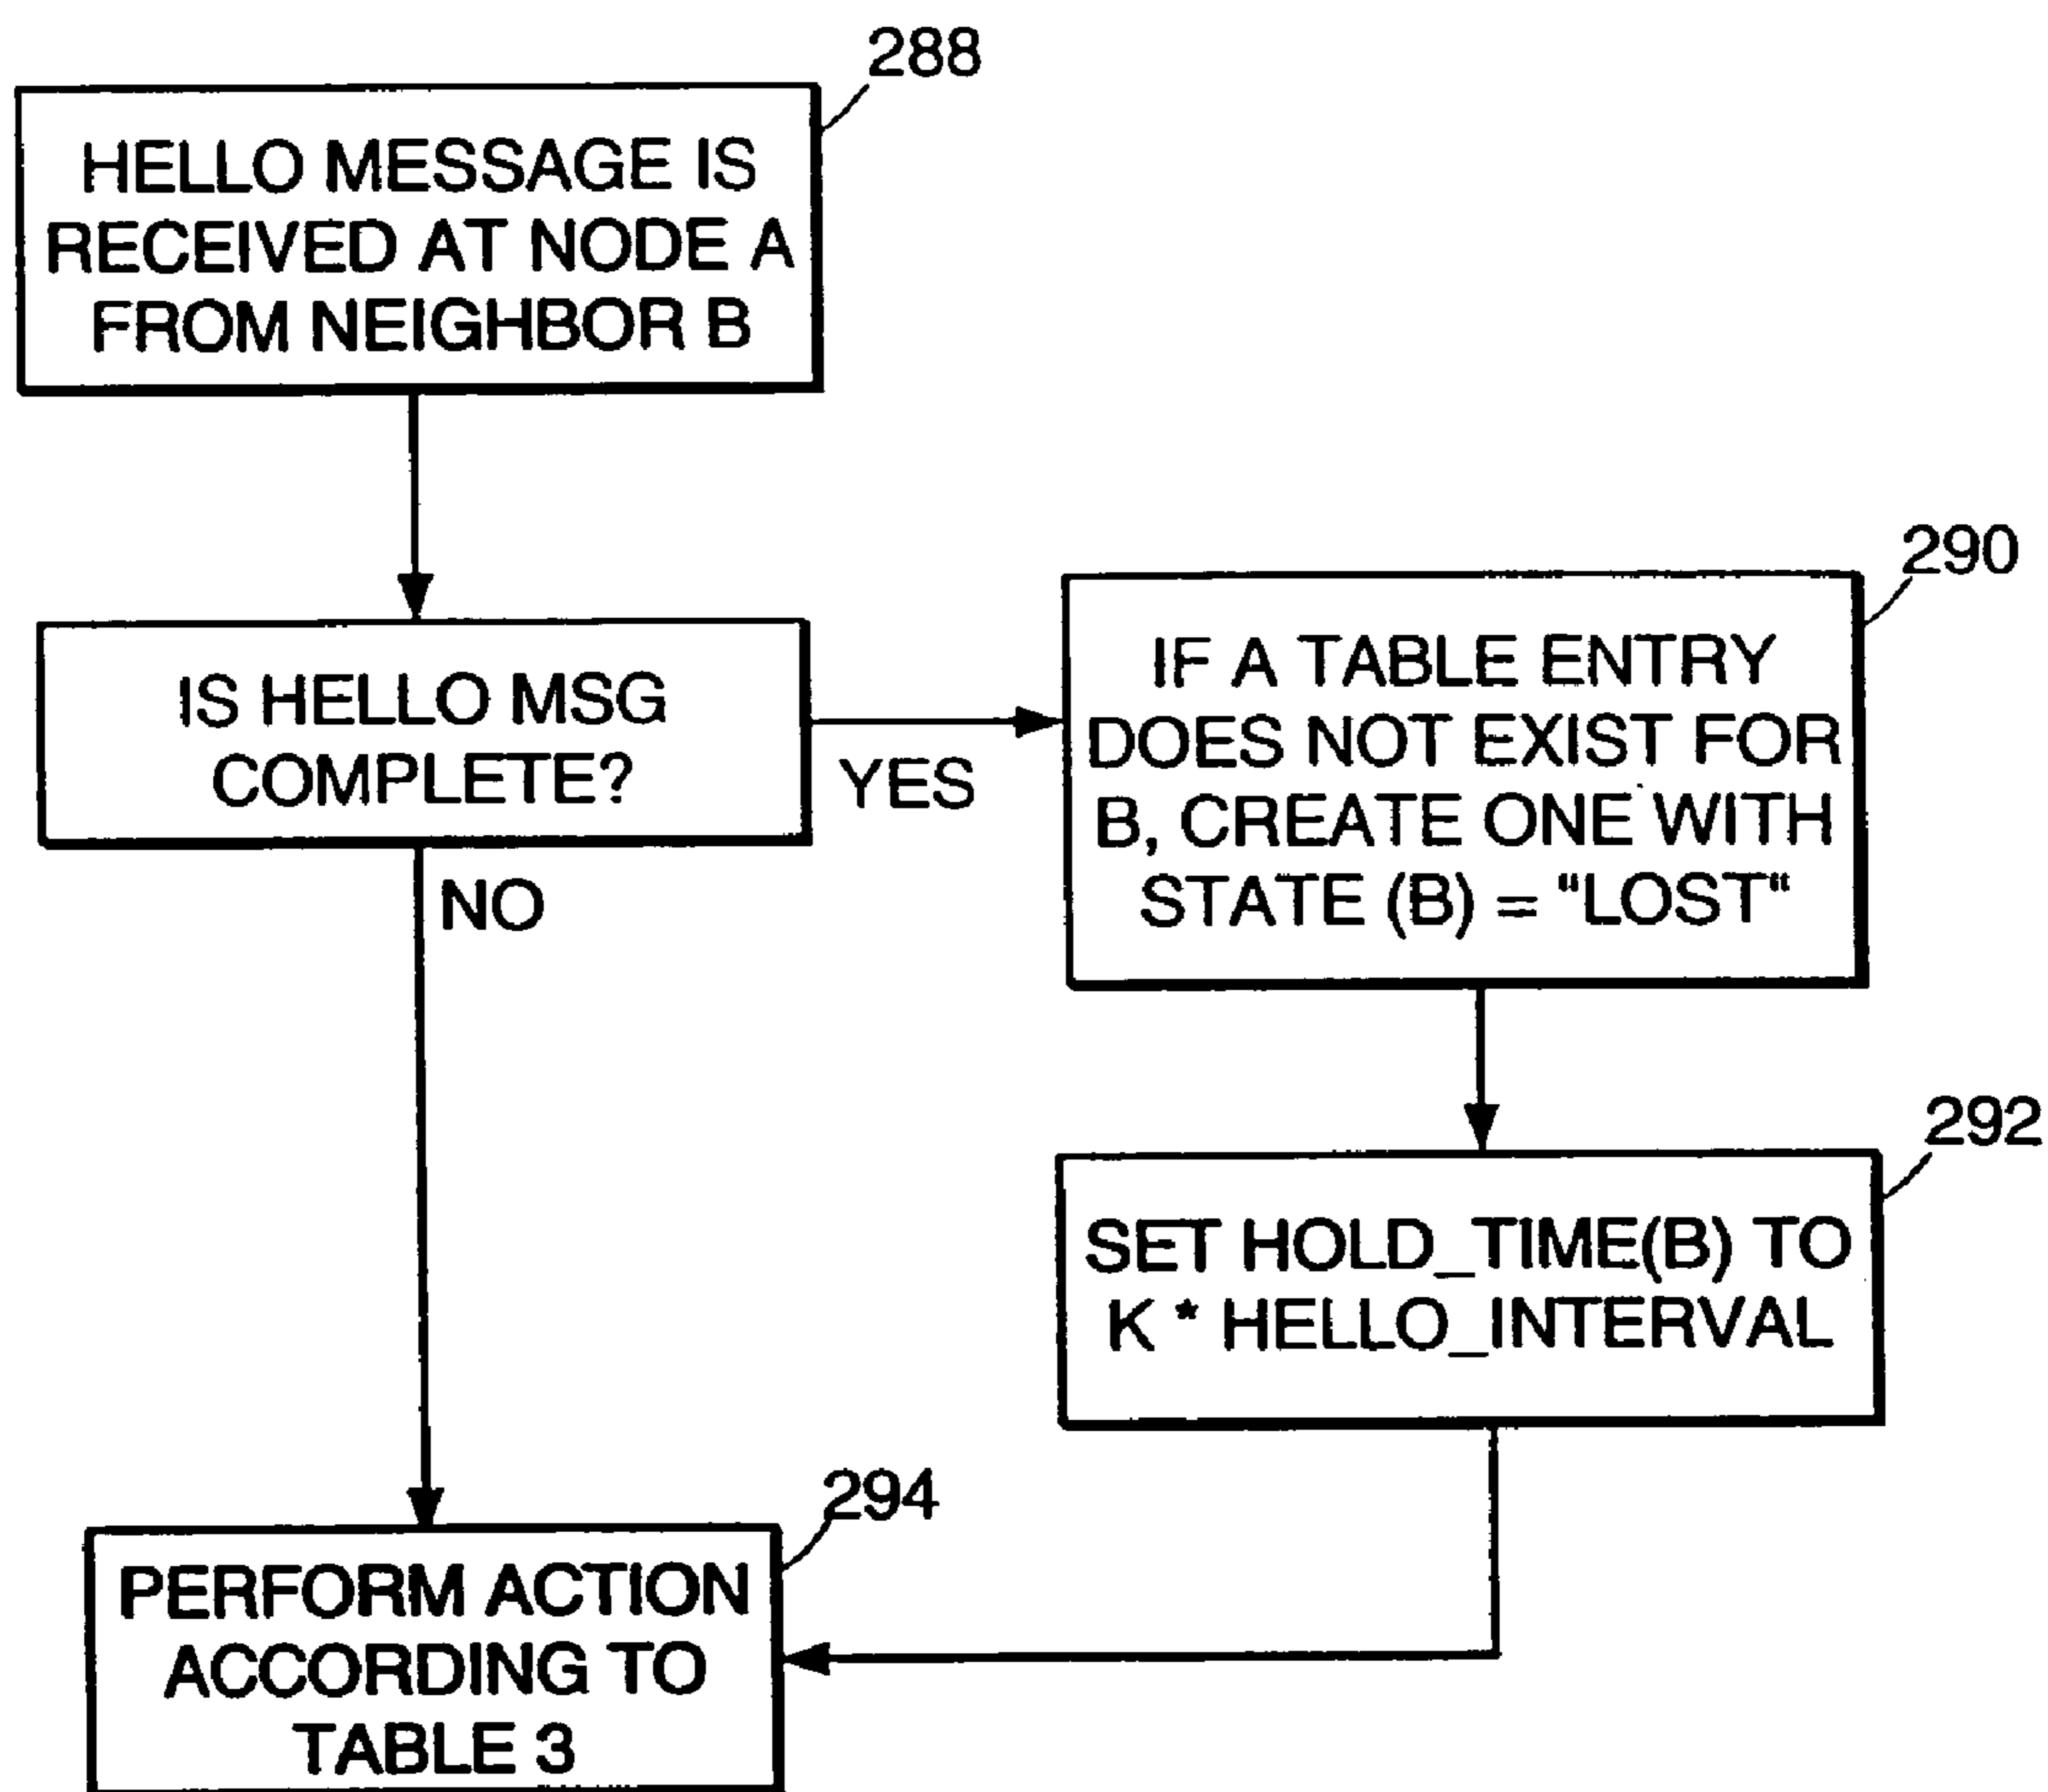 288
HELLO MESSAGE IS
RECEIVED AT NODE A
FROM NEIGHBOR B
IS HELLO MSG
COMPLETE?
YES
NO
290
IF A TABLE ENTRY
DOES NOT EXIST FOR
B, CREATE ONE WITH
STATE (B) = "LOST"
292
SET HOLD_TIME(B) TO
K * HELLO_INTERVAL
294
PERFORM ACTION
ACCORDING TO
TABLE 3